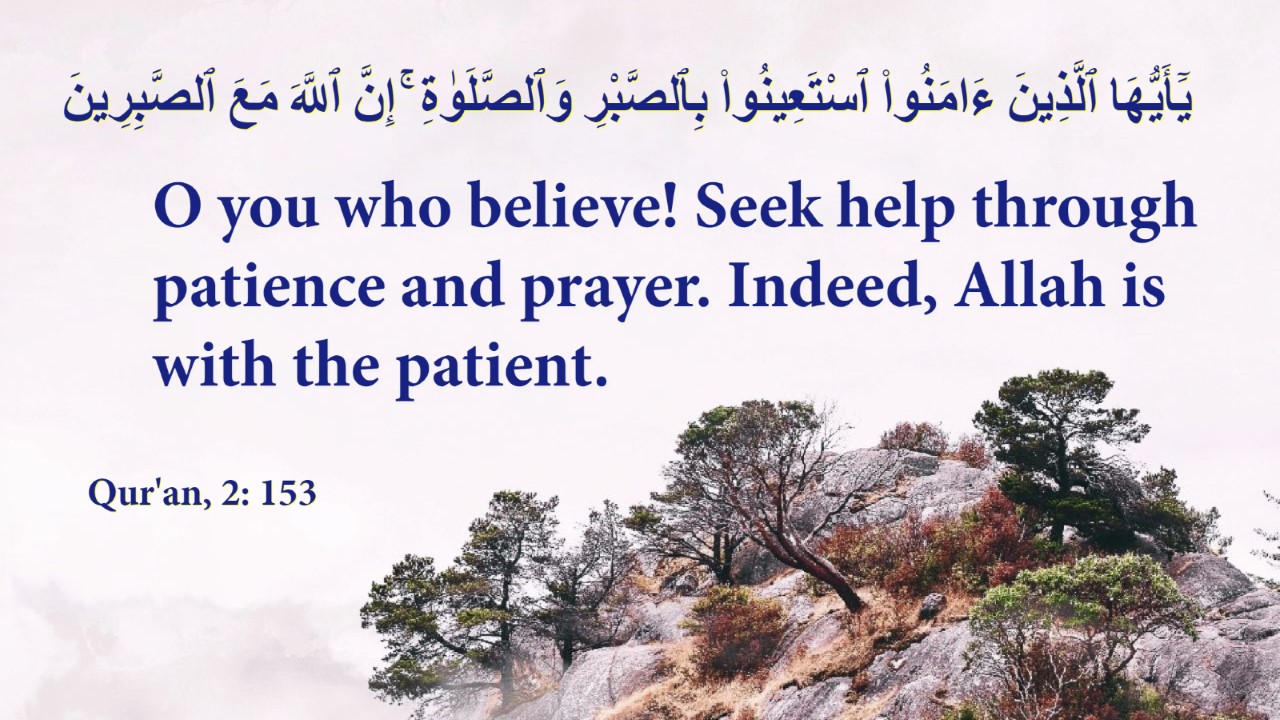 يَٰٓأَيُّهَا ٱلَّذِينَ ءَامَنُوا۟ ٱسْتَعِينُوا۟ بِٱلصَّبْرِ وَٱلصَّلَوٰةِ ۚ إِنَّ ٱللَّهَ مَعَ ٱلصَّٰبِرِينَ
O you who believe! Seek help through
patience and prayer. Indeed, Allah is
with the patient.
Qur'an, 2: 153